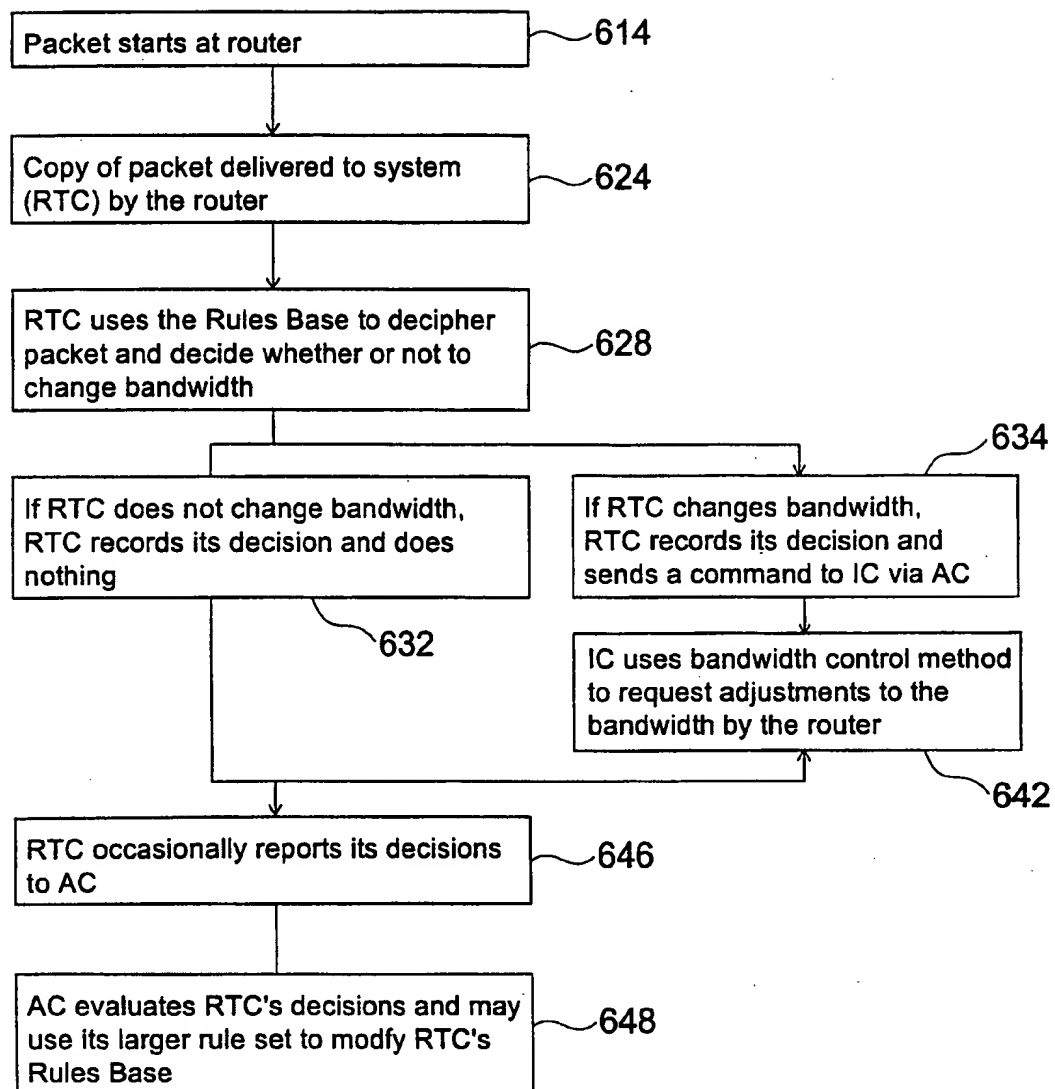 Packet starts at router
614
Copy of packet delivered to system
(RTC) by the router
624
RTC uses the Rules Base to decipher
packet and decide whether or not to
change bandwidth
628
634
If RTC does not change bandwidth,
RTC records its decision and does
nothing
632
If RTC changes bandwidth,
RTC records its decision and
sends a command to IC via AC
IC uses bandwidth control method
to request adjustments to the
bandwidth by the router
642
RTC occasionally reports its decisions
to AC
646
AC evaluates RTC's decisions and may
use its larger rule set to modfy RTC's
Rules Base
648